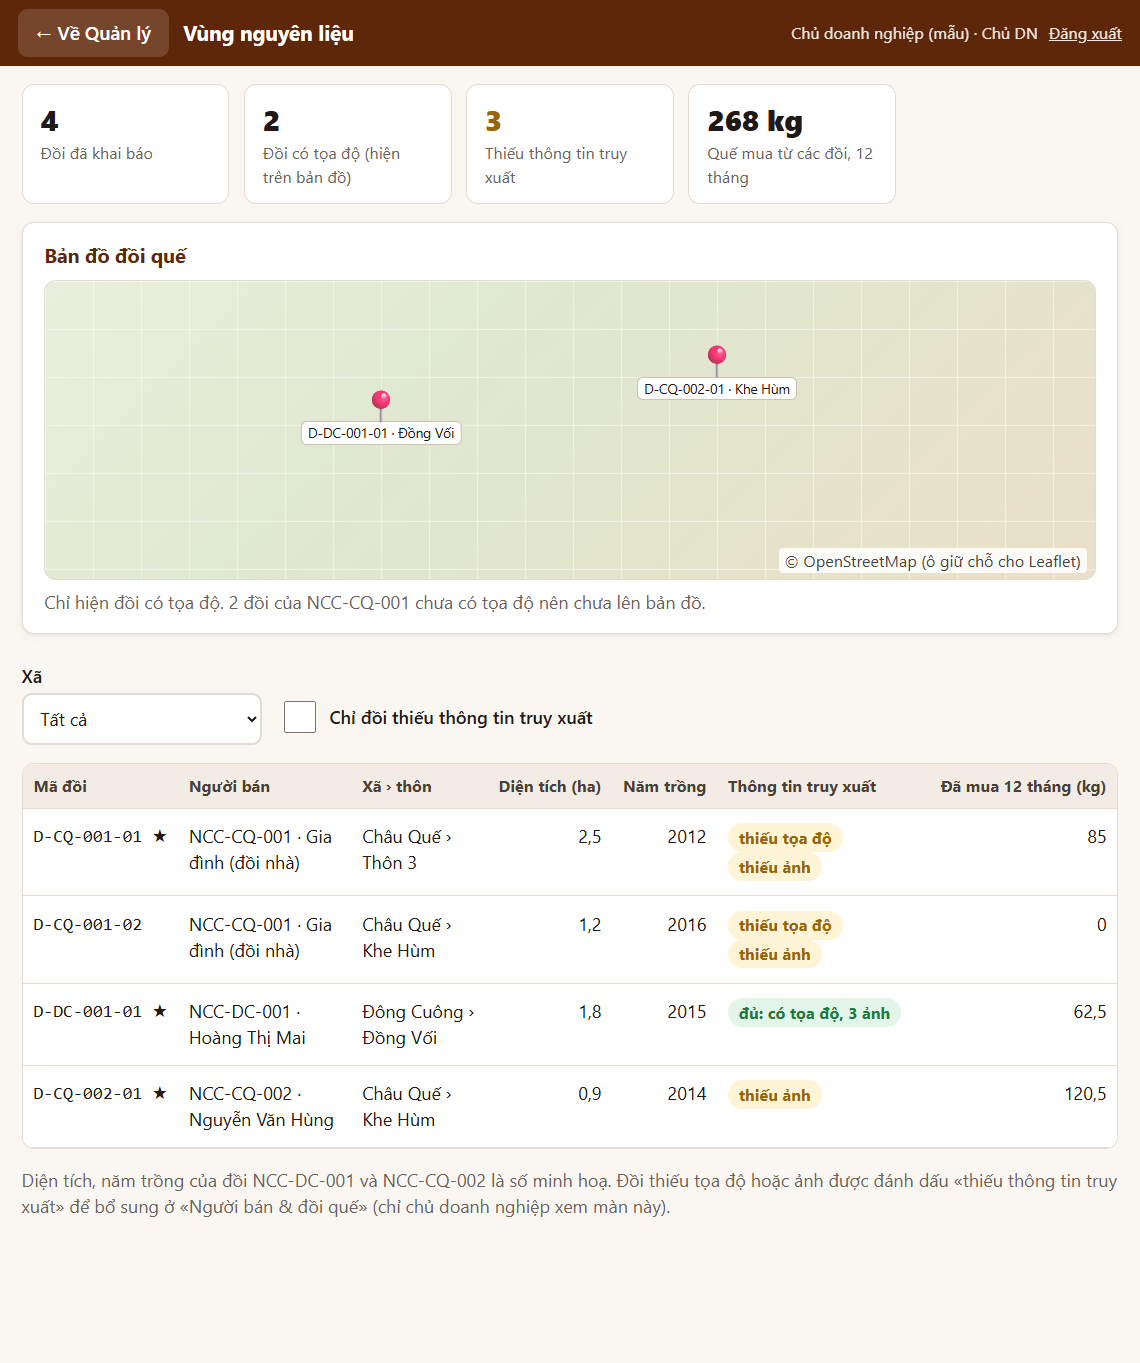 ← Về Quản lý
Vùng nguyên liệu
Chủ doanh nghiệp (mẫu) · Chủ DN Đăng xuất
4
Đồi đã khai báo
2
Đồi có tọa độ (hiện
trên bản đồ)
3
Thiếu thông tin truy
xuất
268 kg
Quế mua từ các đồi, 12
tháng
Bản đồ đồi quế
D-CQ-002-01 · Khe Hùm
D-DC-001-01 · Đồng Vối
© OpenStreetMap (ô giữ chỗ cho Leaflet)
Chỉ hiện đồi có tọa độ. 2 đồi của NCC-CQ-001 chưa có tọa độ nên chưa lên bản đồ.
Xã
Tất cả
Chỉ đồi thiếu thông tin truy xuất
Mã đồi Người bán Xã › thôn Diện tích (ha) Năm trồng Thông tin truy xuất Đã mua 12 tháng (kg)
D-CQ-001-01 ★ NCC-CQ-001 · Gia Châu Quế › 2,5 2012 thiếu tọa độ 85
đình (đồi nhà) Thôn 3 thiếu ảnh
D-CQ-001-02 NCC-CQ-001 · Gia Châu Quế › 1,2 2016 thiếu tọa độ 0
đình (đồi nhà) Khe Hùm thiếu ảnh
D-DC-001-01 ★ NCC-DC-001 · Đông Cuông › 1,8 2015 đủ: có tọa độ, 3 ảnh 62,5
Hoàng Thị Mai Đồng Vối
D-CQ-002-01 ★ NCC-CQ-002 · Châu Quế › 0,9 2014 thiếu ảnh 120,5
Nguyễn Văn Hùng Khe Hùm
Diện tích, năm trồng của đồi NCC-DC-001 và NCC-CQ-002 là số minh hoạ. Đồi thiếu tọa độ hoặc ảnh được đánh dấu «thiếu thông tin truy
xuất» để bổ sung ở «Người bán & đồi quế» (chỉ chủ doanh nghiệp xem màn này).